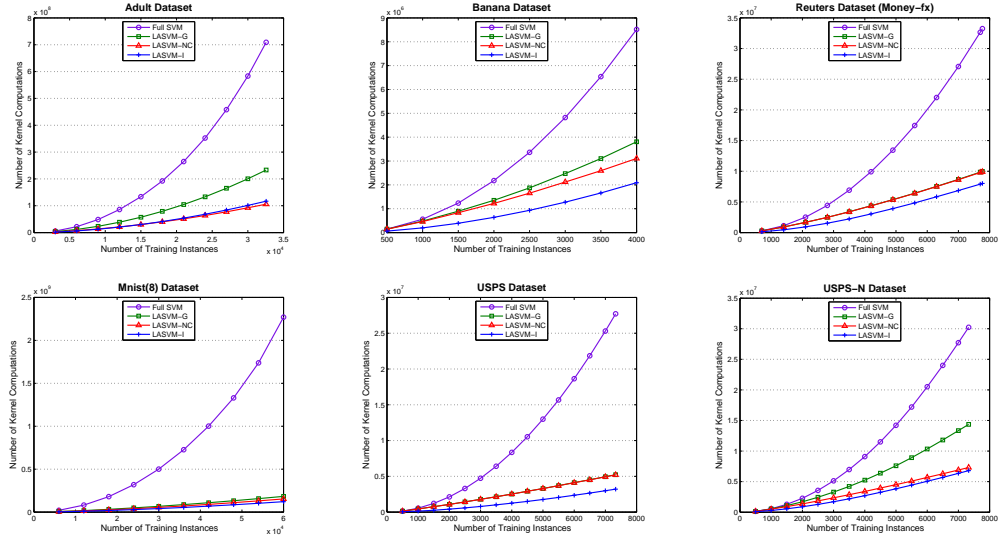 Adult Dataset
x 10^8
Full SVM
LASVM-G
LASVM-NC
LASVM-I
8
7
6
5
4
3
2
1
0
Number of Kernel Computations
0 0.5 1 1.5 2 2.5 3 3.5
x 10^4
Number of Training Instances
Banana Dataset
x 10^6
Full SVM
LASVM-G
LASVM-NC
LASVM-I
9
8
7
6
5
4
3
2
1
0
Number of Kernel Computations
500 1000 1500 2000 2500 3000 3500 4000
Number of Training Instances
Reuters Dataset (Money-fx)
x 10^7
Full SVM
LASVM-G
LASVM-NC
LASVM-I
3.5
3
2.5
2
1.5
1
0.5
0
Number of Kernel Computations
0 1000 2000 3000 4000 5000 6000 7000 8000
Number of Training Instances
Mnist(8) Dataset
x 10^9
Full SVM
LASVM-G
LASVM-NC
LASVM-I
2.5
2
1.5
1
0.5
0
Number of Kernel Computations
0 1 2 3 4 5 6
x 10^4
Number of Training Instances
USPS Dataset
x 10^7
Full SVM
LASVM-G
LASVM-NC
LASVM-I
3
2.5
2
1.5
1
0.5
0
Number of Kernel Computations
0 1000 2000 3000 4000 5000 6000 7000 8000
Number of Training Instances
USPS-N Dataset
x 10^7
Full SVM
LASVM-G
LASVM-NC
LASVM-I
3.5
3
2.5
2
1.5
1
0.5
0
Number of Kernel Computations
0 1000 2000 3000 4000 5000 6000 7000 8000
Number of Training Instances